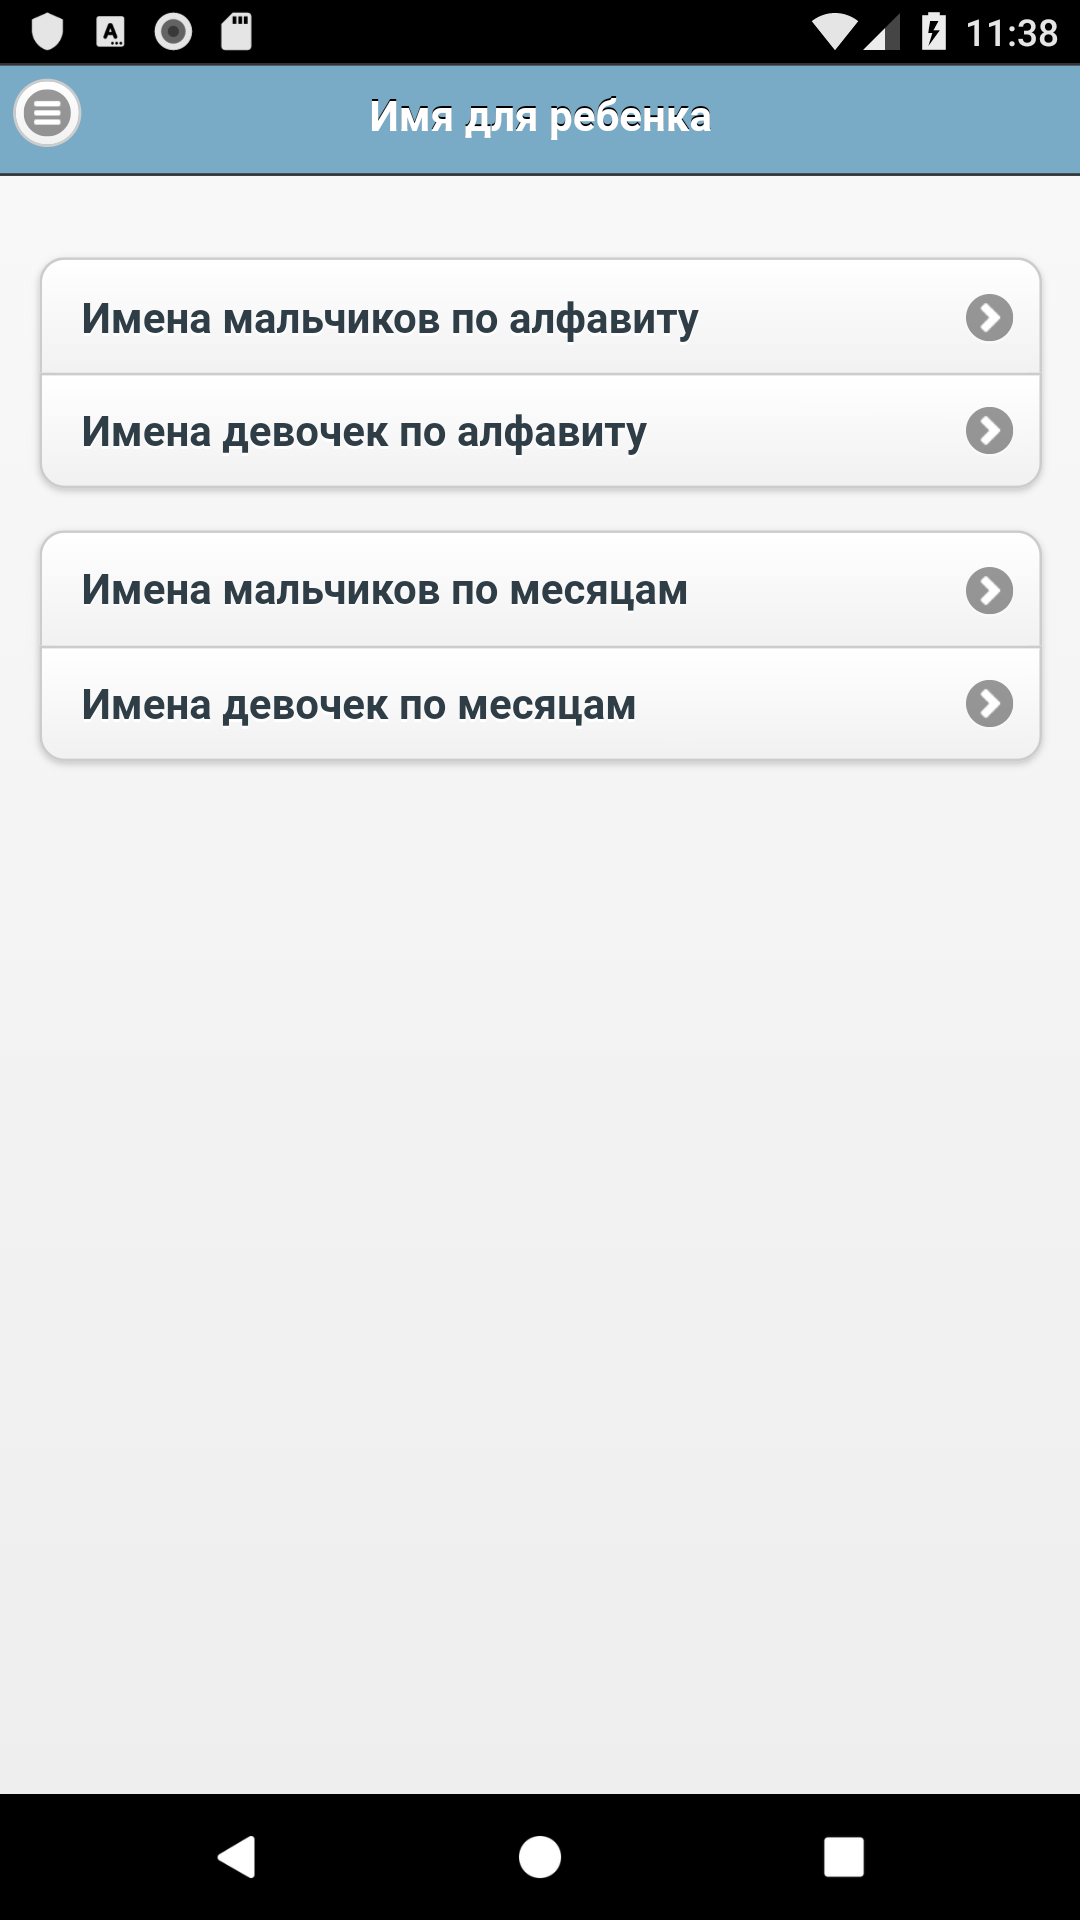 11:38
Имя для ребенка
Имена мальчиков по алфавиту
Имена девочек по алфавиту
Имена мальчиков по месяцам
Имена девочек по месяцам